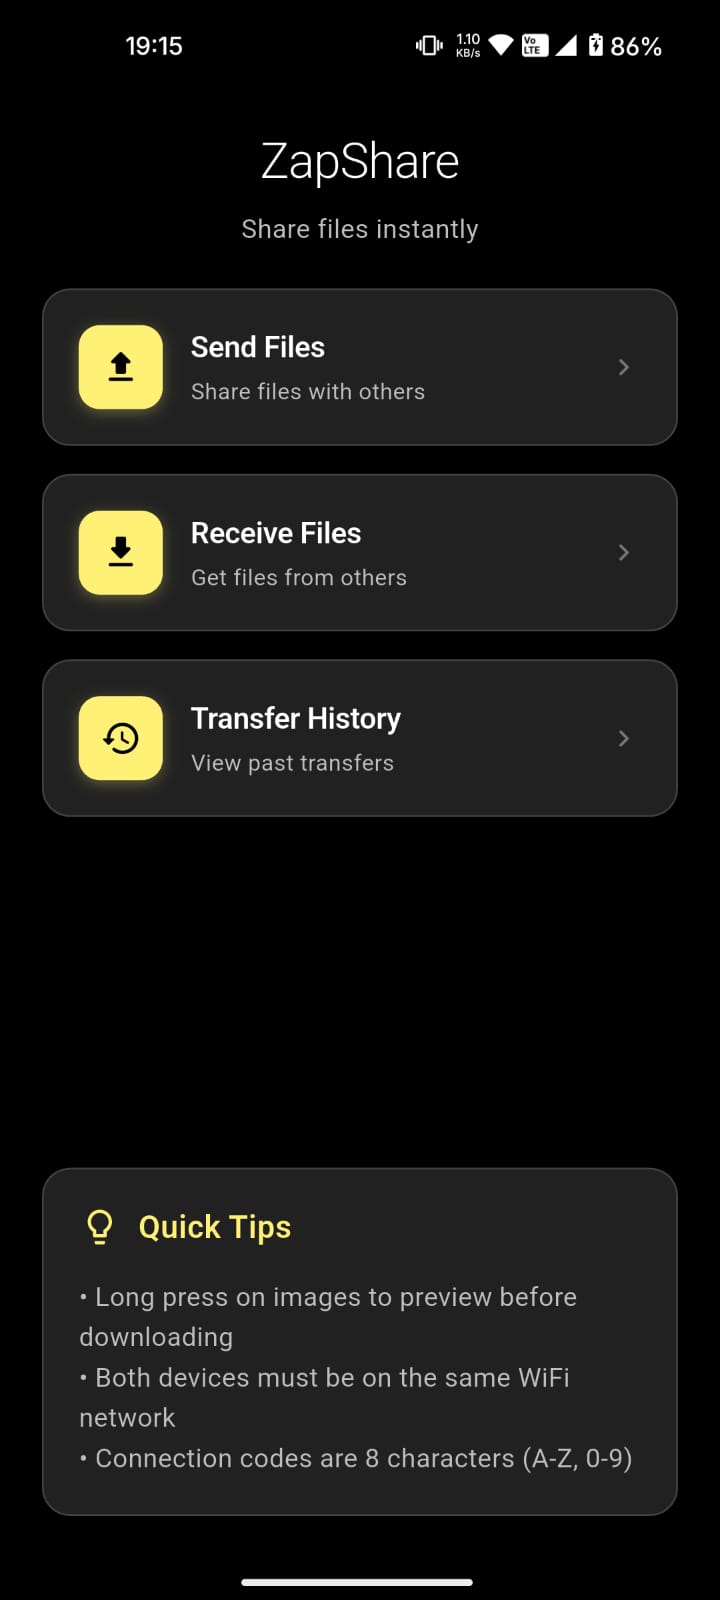 19:15
1.10
KB/s
Vo
LTE
86%
ZapShare
Share files instantly
Send Files
Share files with others
Receive Files
Get files from others
Transfer History
View past transfers
Quick Tips
• Long press on images to preview before
downloading
• Both devices must be on the same WiFi
network
• Connection codes are 8 characters (A-Z, 0-9)